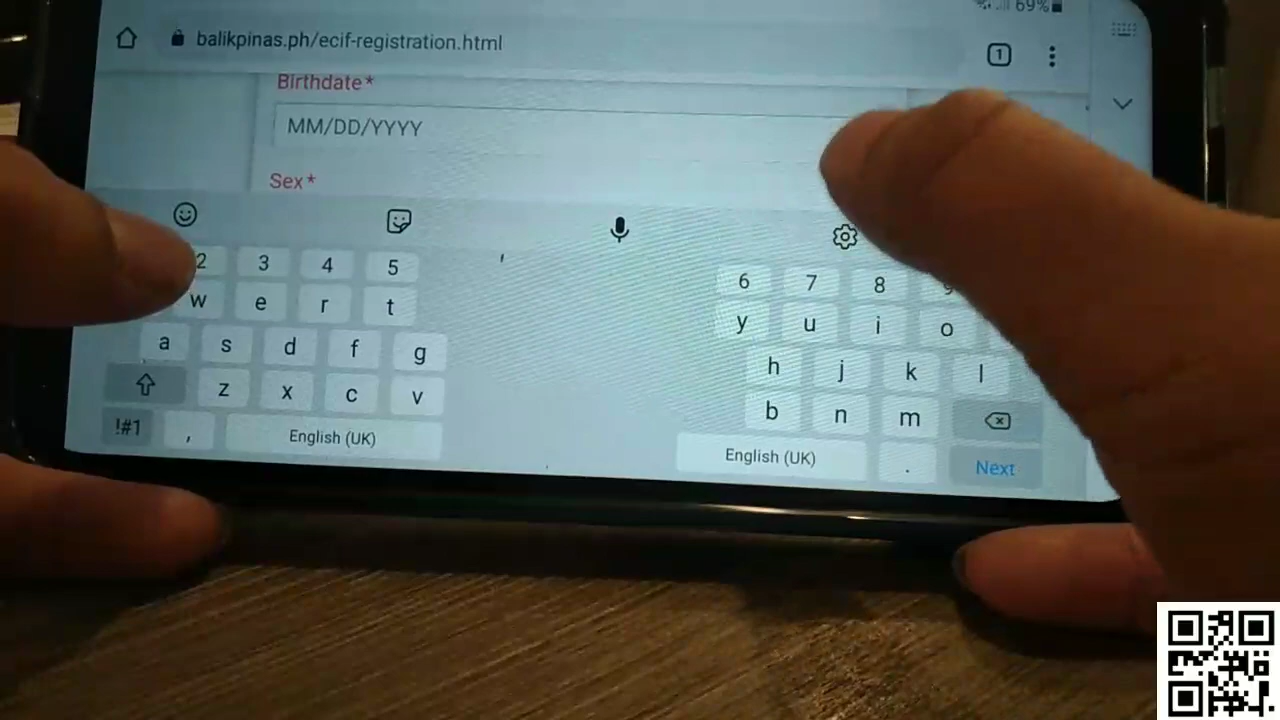 69%
balikpinas.ph/ecif-registration.html
1
Birthdate*
MM/DD/YYYY
Sex*
2 3 4 5 6 7 8 9
w e r t y u i o
a s d f g h j k l
z x c v b n m
!#1 , English (UK) English (UK) . Next